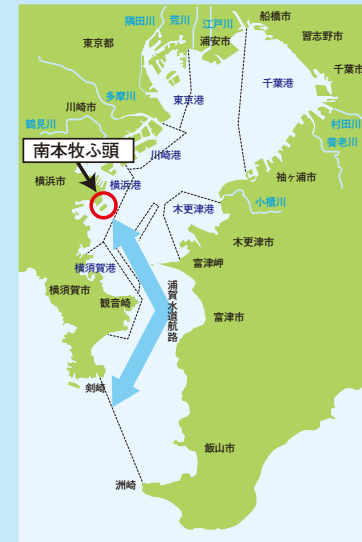 隅田川
荒川
江戸川
船橋市
東京都
浦安市
習志野市
千葉市
千葉港
多摩川
東京港
川崎市
鶴見川
村田川
養老川
川崎港
南本牧ふ頭
横浜市
横浜港
袖ヶ浦市
小櫃川
木更津港
木更津市
横須賀港
富津岬
横須賀市
観音崎
浦賀水道航路
富津市
剣崎
飯山市
洲崎